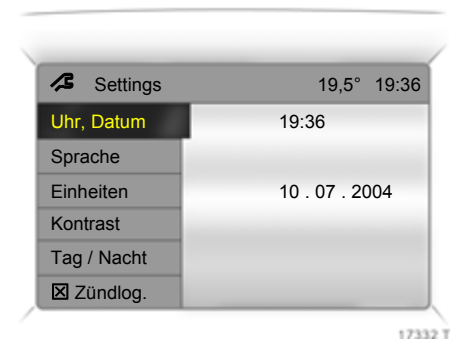 Settings 19,5° 19:36
Uhr, Datum 19:36
Sprache
Einheiten 10 . 07 . 2004
Kontrast
Tag / Nacht
Zündlog.
17332 T